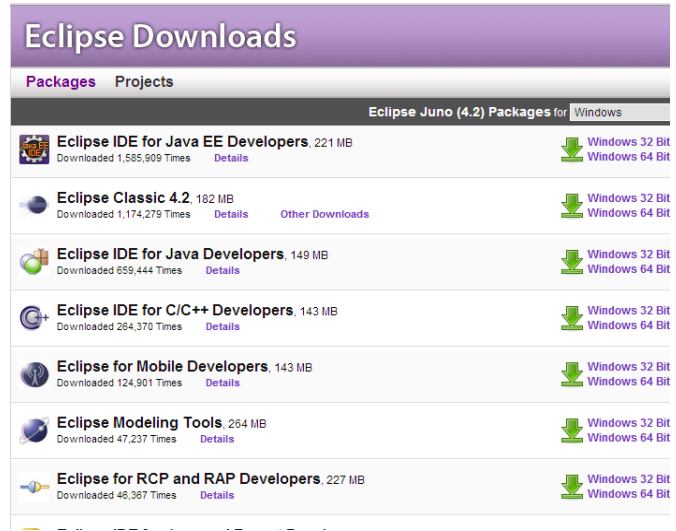 Eclipse Downloads
Packages Projects
Eclipse Juno (4.2) Packages for Windows
Eclipse IDE for Java EE Developers, 221 MB
Downloaded 1,585,909 Times Details
Windows 32 Bit
Windows 64 Bit
Eclipse Classic 4.2, 182 MB
Downloaded 1,174,279 Times Details Other Downloads
Windows 32 Bit
Windows 64 Bit
Eclipse IDE for Java Developers, 149 MB
Downloaded 659,444 Times Details
Windows 32 Bit
Windows 64 Bit
Eclipse IDE for C/C++ Developers, 143 MB
Downloaded 264,370 Times Details
Windows 32 Bit
Windows 64 Bit
Eclipse for Mobile Developers, 143 MB
Downloaded 124,901 Times Details
Windows 32 Bit
Windows 64 Bit
Eclipse Modeling Tools, 264 MB
Downloaded 47,237 Times Details
Windows 32 Bit
Windows 64 Bit
Eclipse for RCP and RAP Developers, 227 MB
Downloaded 46,367 Times Details
Windows 32 Bit
Windows 64 Bit